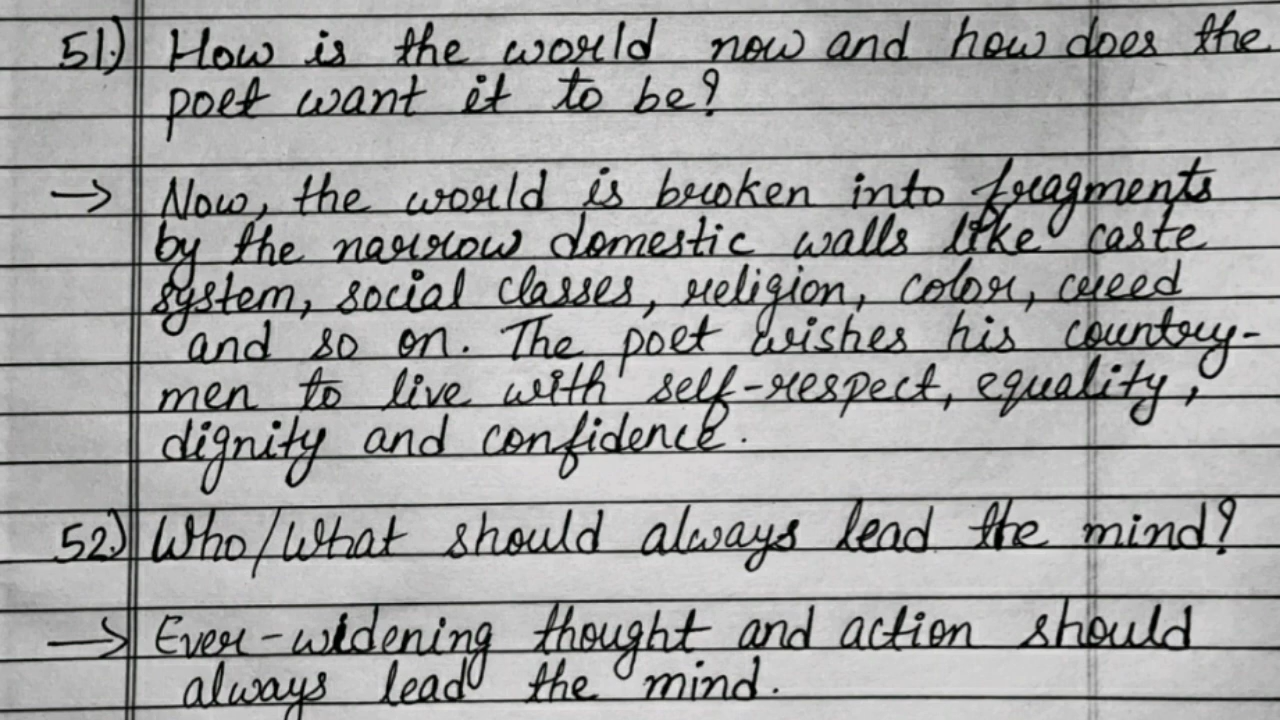 51.) How is the world now and how does the
poet want it to be?
→ Now, the world is broken into fragments
by the narrow domestic walls like caste
system, social classes, religion, color, creed
and so on. The poet wishes his country-
men to live with self-respect, equality,
dignity and confidence.
52.) Who/What should always lead the mind?
→ Ever-widening thought and action should
always lead the mind.